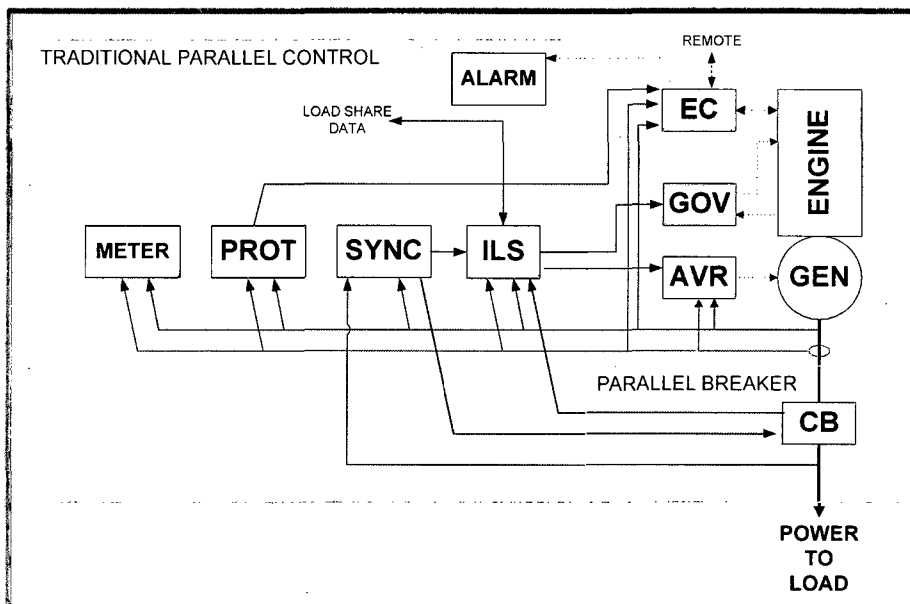 TRADITIONAL PARALLEL CONTROL
REMOTE
ALARM
EC
ENGINE
LOAD SHARE
DATA
GOV
METER
PROT
SYNC
ILS
AVR
GEN
PARALLEL BREAKER
CB
POWER
TO
LOAD